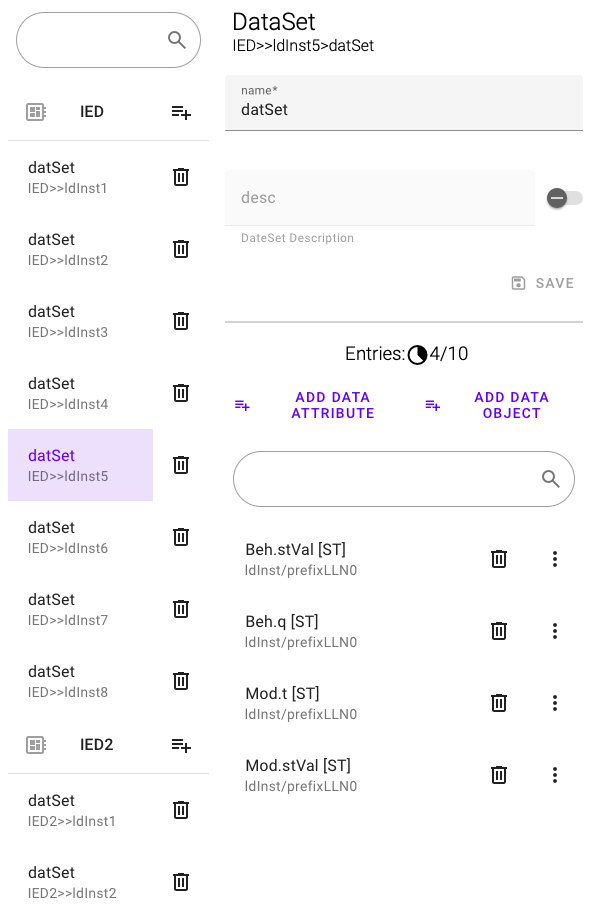 IED
datSet
IED>>ldInst1
datSet
IED>>ldInst2
datSet
IED>>ldInst3
datSet
IED>>ldInst4
datSet
IED>>ldInst5
datSet
IED>>ldInst6
datSet
IED>>ldInst7
datSet
IED>>ldInst8
IED2
datSet
IED2>>ldInst1
datSet
IED2>>ldInst2
DataSet
IED>>ldInst5>datSet
name*
datSet
desc
DateSet Description
SAVE
Entries: 4/10
ADD DATA
ATTRIBUTE
ADD DATA
OBJECT
Beh.stVal [ST]
ldInst/prefixLLN0
Beh.q [ST]
ldInst/prefixLLN0
Mod.t [ST]
ldInst/prefixLLN0
Mod.stVal [ST]
ldInst/prefixLLN0